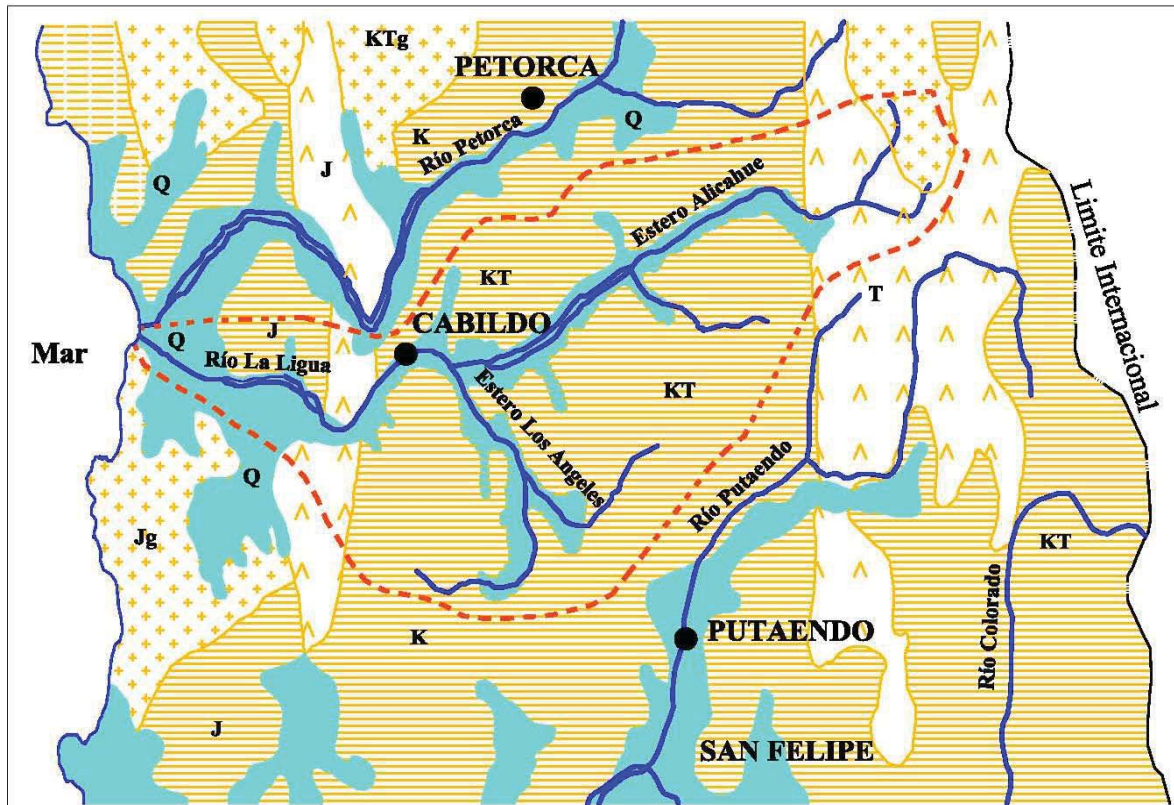 KTg
PETORCA
Q
K
Río Petorca
Q
J
Estero Alicahue
Límite Internacional
KT
T
J
CABILDO
Mar
Q
Río La Ligua
KT
Estero Los Angeles
Q
Río Putaendo
Jg
KT
Río Colorado
K
PUTAENDO
J
SAN FELIPE